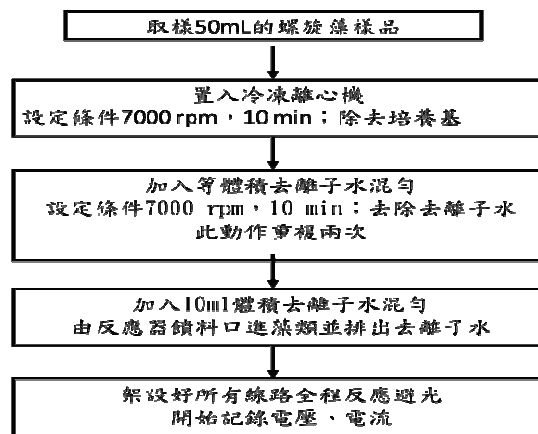 取樣50mL的螺旋藻樣品
置入冷凍離心機
設定條件7000 rpm，10 min；除去培養基
加入等體積去離子水混勻
設定條件7000 rpm，10 min；去除去離子水
此動作重複兩次
加入10ml體積去離子水混勻
由反應器饋料口進藻類並排出去離子水
架設好所有線路全程反應避光
開始記錄電壓、電流